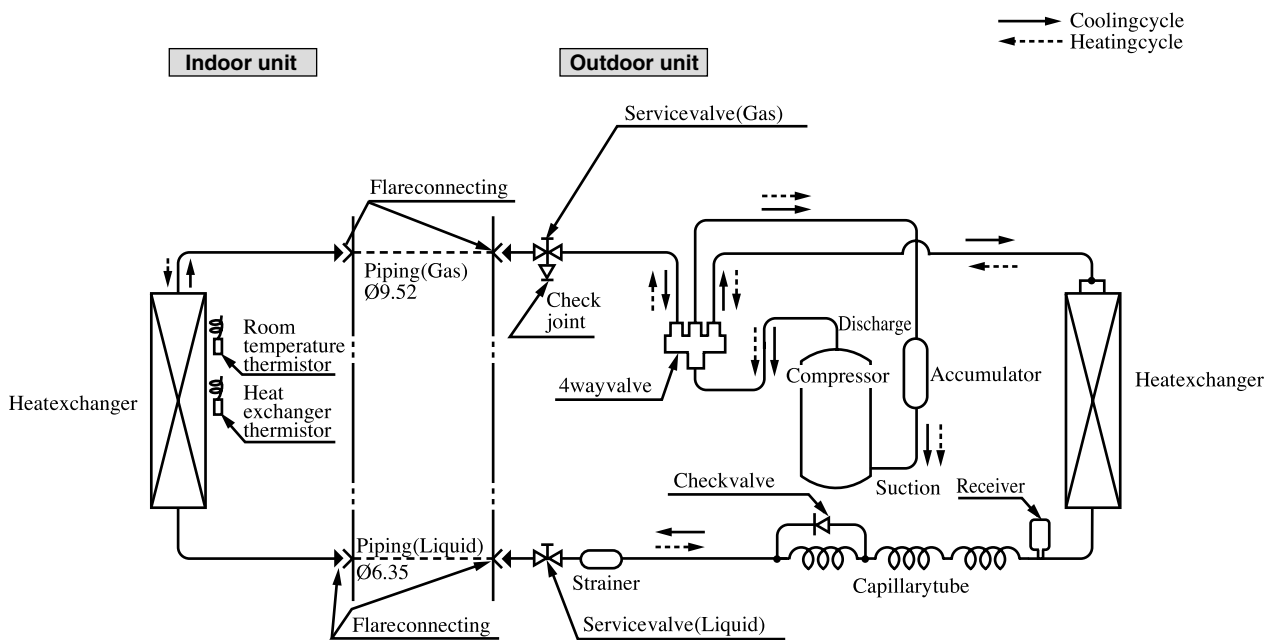 Coolingcycle
Heatingcycle
Indoor unit
Outdoor unit
Servicevalve(Gas)
Flareconnecting
Piping(Gas)
Ø9.52
Check
joint
Discharge
Room
temperature
thermistor
4wayvalve
Compressor
Accumulator
Heatexchanger
Heatexchanger
Heat
exchanger
thermistor
Checkvalve
Suction
Receiver
Piping(Liquid)
Ø6.35
Strainer
Capillarytube
Flareconnecting
Servicevalve(Liquid)